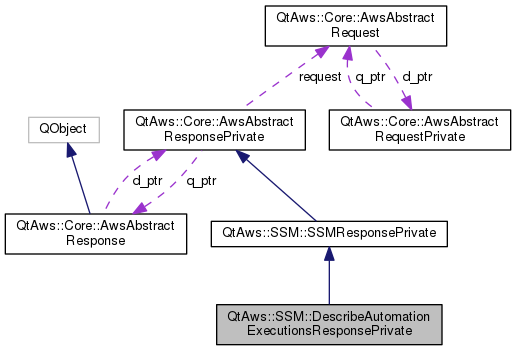 QtAws::Core::AwsAbstract
Request
request
q_ptr
d_ptr
QObject
QtAws::Core::AwsAbstract
ResponsePrivate
QtAws::Core::AwsAbstract
RequestPrivate
d_ptr
q_ptr
QtAws::Core::AwsAbstract
Response
QtAws::SSM::SSMResponsePrivate
QtAws::SSM::DescribeAutomation
ExecutionsResponsePrivate